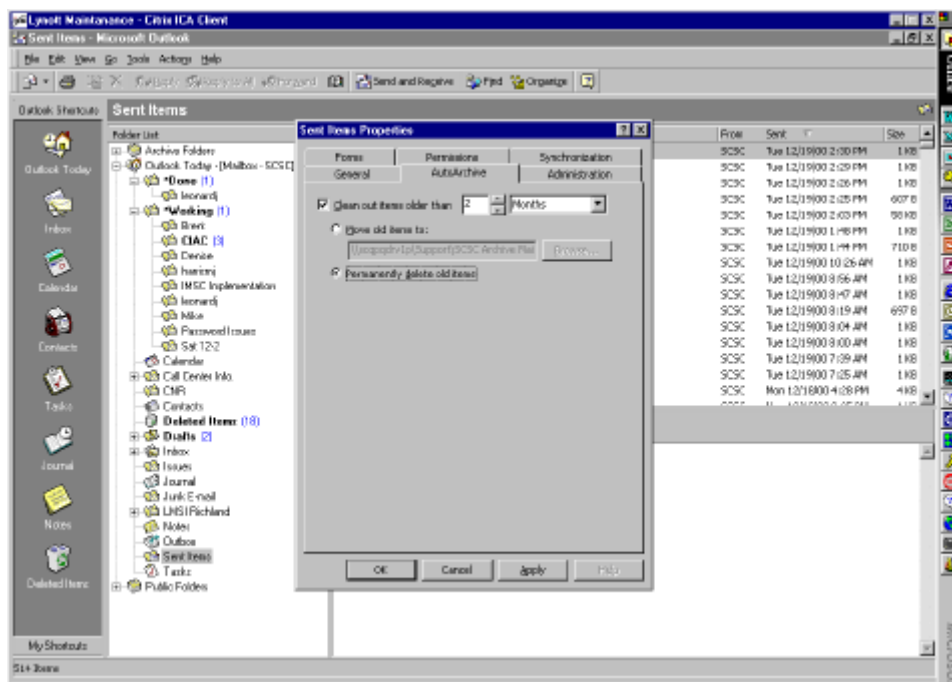 Lynott Maintanance - Citrix ICA Client
Sent Items - Microsoft Outlook
File Edit View Go Tools Actions Help
Reply Reply to All Forward Send and Receive Find Organize
Outlook Shortcuts
Sent Items
Outlook Today
Inbox
Calendar
Contacts
Tasks
Journal
Notes
Deleted Items
My Shortcuts
Folder List
Archive Folders
Outlook Today - [Mailbox - SCSC]
*Done (1)
leonardj
*Working (1)
Brent
CIAC (3)
Denise
harismj
IMSC Inplementation
leonardj
Mike
Password Issues
Sat 12-2
Calendar
Call Center Info.
CNR
Contacts
Deleted Items (18)
Drafts (2)
Inbox
Issues
Journal
Junk E-mail
LMSI Richland
Notes
Outbox
Sent Items
Tasks
Public Folders
Sent Items Properties
Forms Permissions Synchronization
General AutoArchive Administration
Clean out items older than 2 Months
Move old items to:
Browse...
Permanently delete old items
OK Cancel Apply Help
From Sent Size
SCSC Tue 12/19/00 2:30 PM 1 KB
SCSC Tue 12/19/00 2:29 PM 1 KB
SCSC Tue 12/19/00 2:26 PM 1 KB
SCSC Tue 12/19/00 2:25 PM 607 B
SCSC Tue 12/19/00 2:03 PM 58 KB
SCSC Tue 12/19/00 1:48 PM 1 KB
SCSC Tue 12/19/00 1:44 PM 710 B
SCSC Tue 12/19/00 10:26 AM 1 KB
SCSC Tue 12/19/00 8:56 AM 1 KB
SCSC Tue 12/19/00 8:47 AM 1 KB
SCSC Tue 12/19/00 8:19 AM 697 B
SCSC Tue 12/19/00 8:04 AM 1 KB
SCSC Tue 12/19/00 8:00 AM 1 KB
SCSC Tue 12/19/00 7:39 AM 1 KB
SCSC Tue 12/19/00 7:25 AM 1 KB
SCSC Mon 12/18/00 4:28 PM 4 KB
514 Items